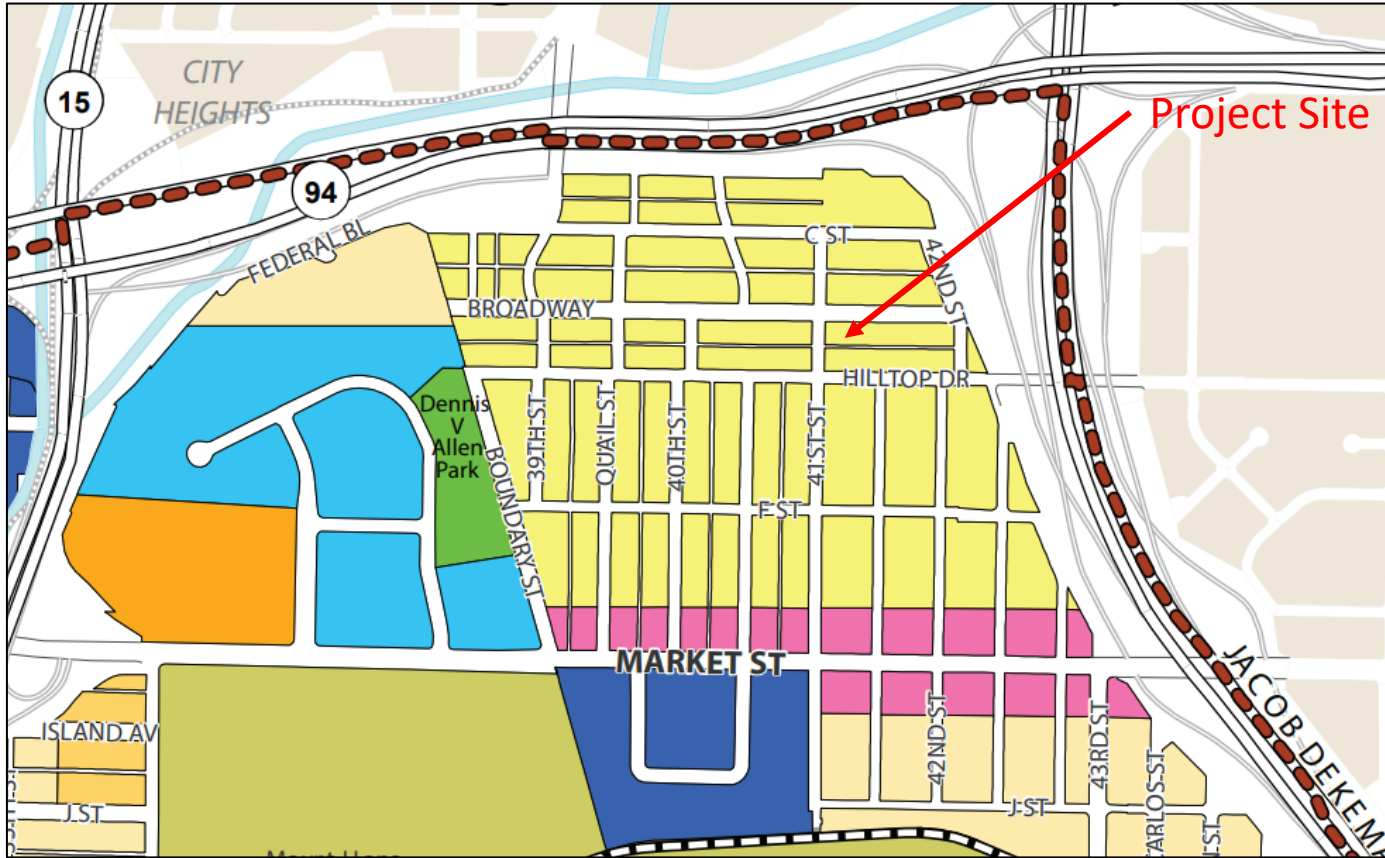 CITY
HEIGHTS
15
Project Site
94
C ST
42ND ST
FEDERAL BL
BROADWAY
HILLTOP DR
Dennis
V
Allen
Park
39TH ST
QUAIL ST
40TH ST
41ST ST
BOUNDARY ST
F ST
MARKET ST
JACOB DEKEM
ISLAND AV
42ND ST
43RD ST
J ST
J ST
CARLOS ST